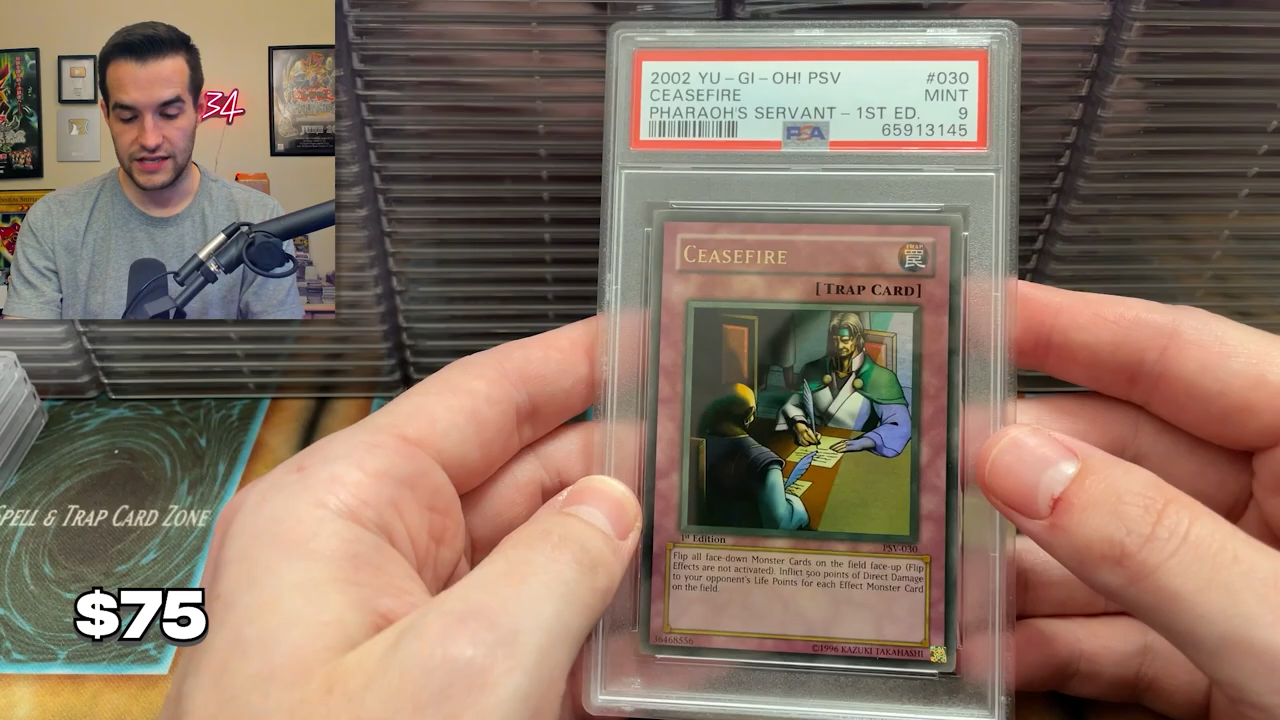 34
2002 YU-GI-OH! PSV #030
CEASEFIRE MINT
PHARAOH'S SERVANT - 1ST ED. 9
PSA 65913145
CEASEFIRE
TRAP
罠
[TRAP CARD]
1st Edition
PSV-030
Flip all face-down Monster Cards on the field face-up (Flip
Effects are not activated). Inflict 500 points of Direct Damage
to your opponent's Life Points for each Effect Monster Card
on the field.
36468556
©1996 KAZUKI TAKAHASHI
SPELL & TRAP CARD ZONE
$75